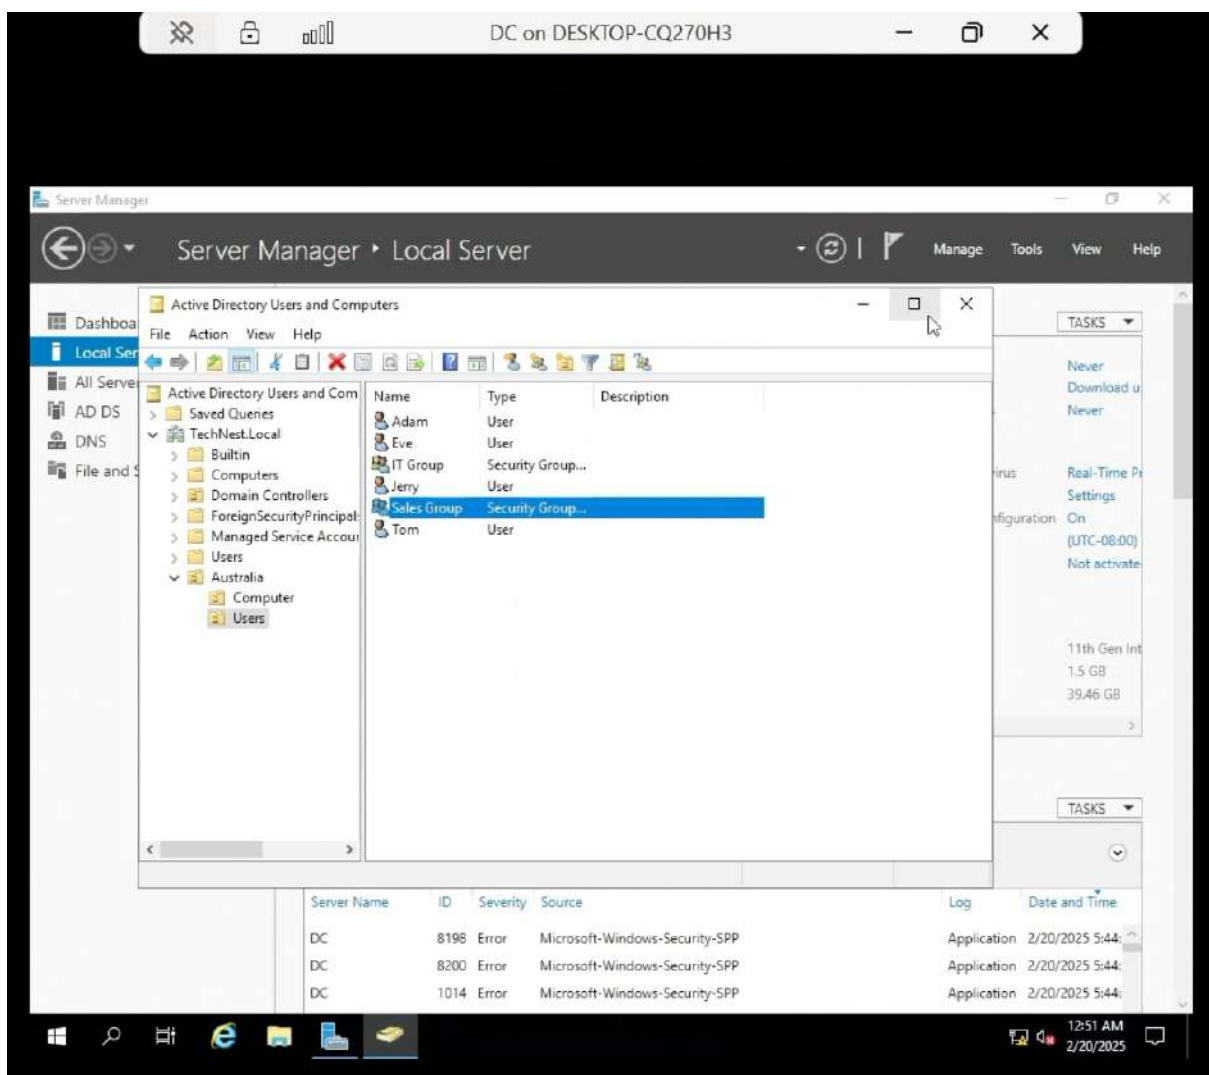 DC on DESKTOP-CQ270H3
Server Manager
Server Manager • Local Server
Manage Tools View Help
Active Directory Users and Computers
File Action View Help
Active Directory Users and Com
Saved Queries
TechNest.Local
Builtin
Computers
Domain Controllers
ForeignSecurityPrincipal
Managed Service Accou
Users
Australia
Computer
Users
Name Type Description
Adam User
Eve User
IT Group Security Group...
Jerry User
Sales Group Security Group...
Tom User
Dashboa
Local Ser
All Server
AD DS
DNS
File and S
TASKS
Never
Download u
Never
irus Real-Time Pr
Settings
nfiguration On
(UTC-08:00)
Not activate
11th Gen Int
1.5 GB
39.46 GB
TASKS
Server Name ID Severity Source Log Date and Time
DC 8198 Error Microsoft-Windows-Security-SPP Application 2/20/2025 5:44:
DC 8200 Error Microsoft-Windows-Security-SPP Application 2/20/2025 5:44:
DC 1014 Error Microsoft-Windows-Security-SPP Application 2/20/2025 5:44:
12:51 AM
2/20/2025